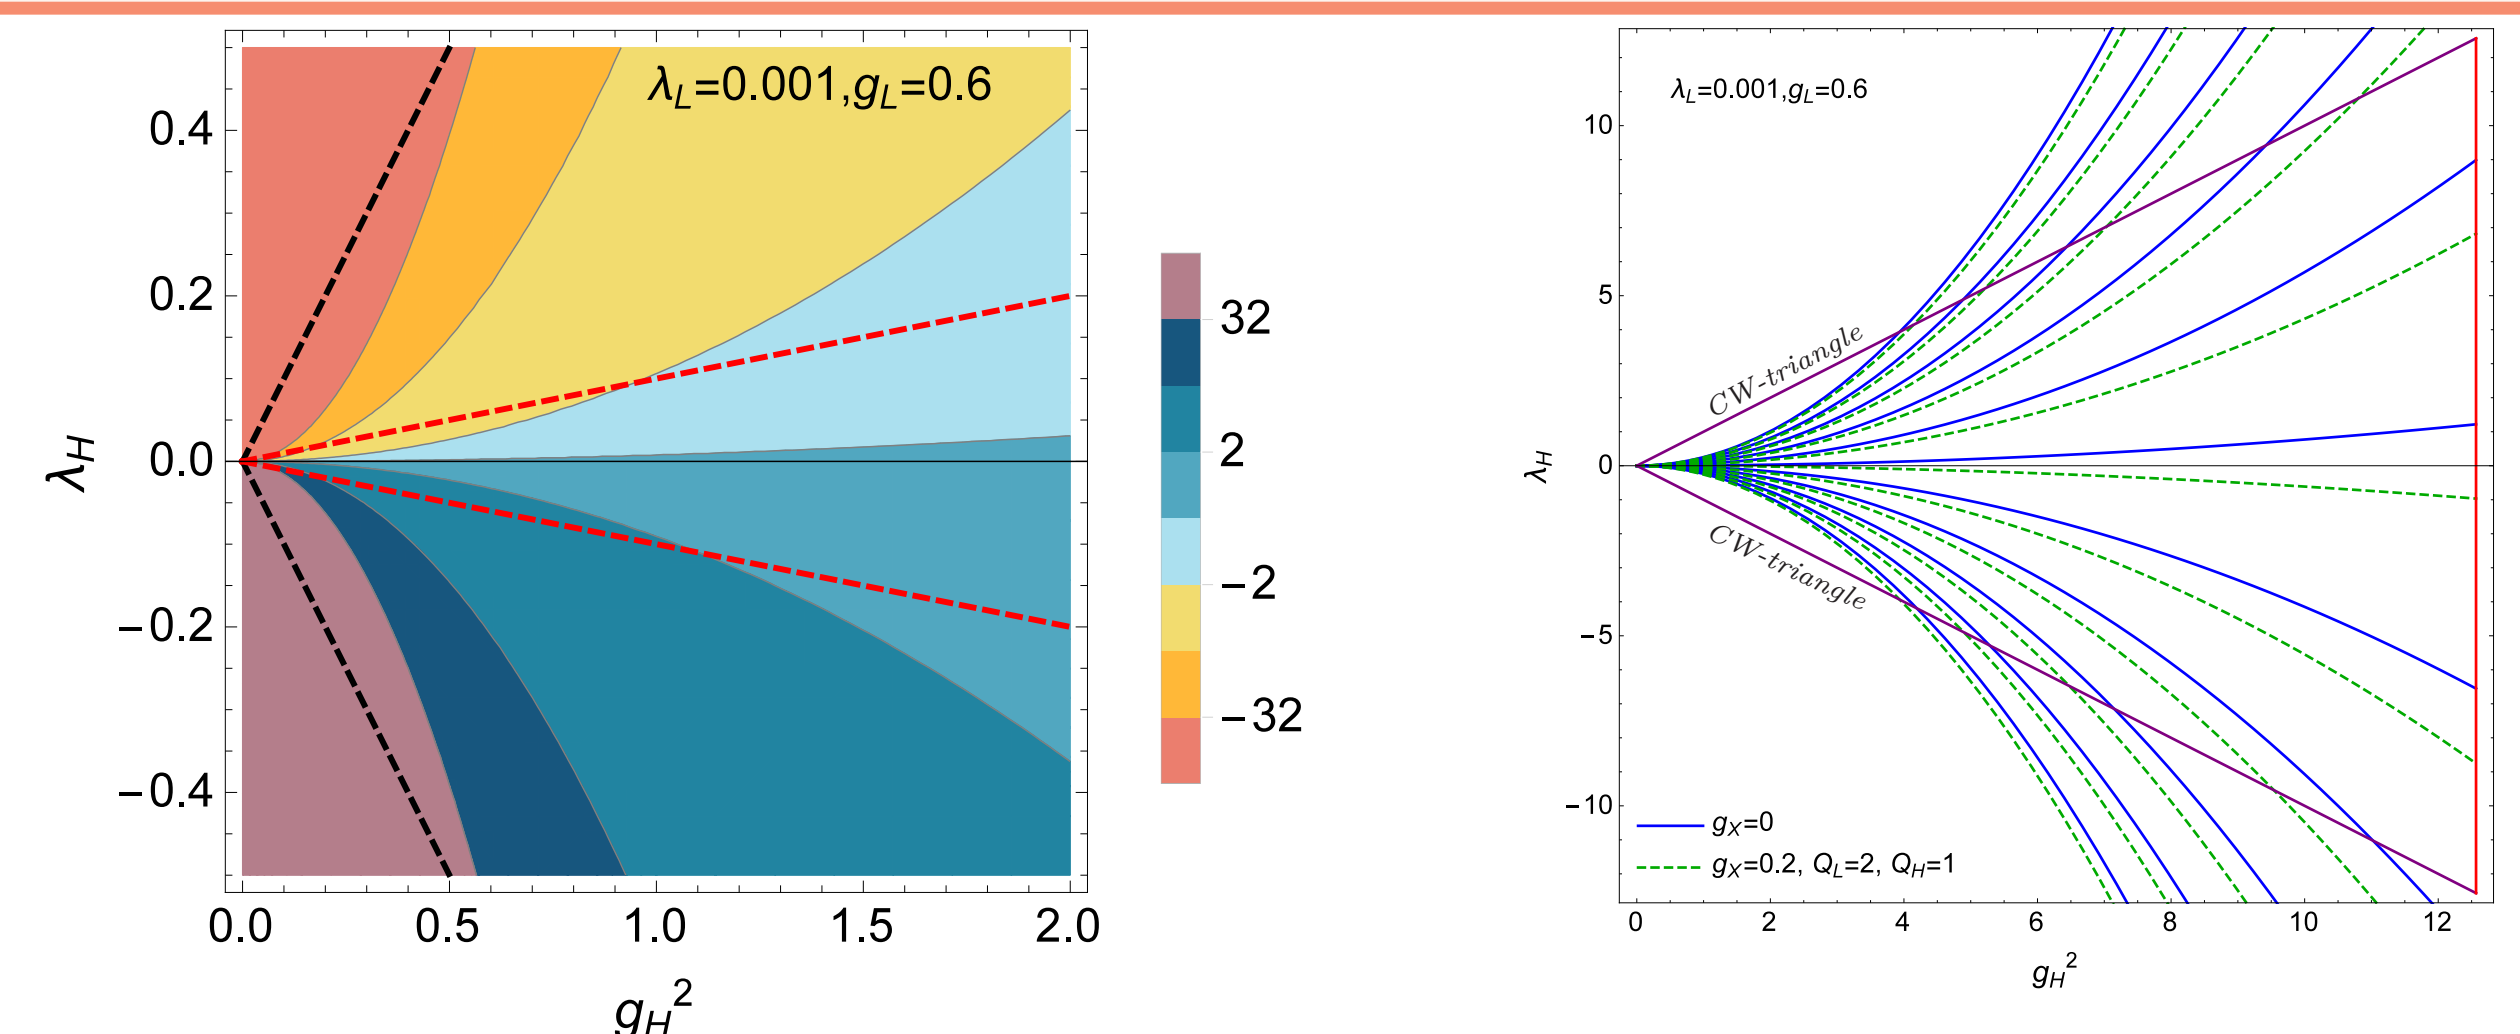 λL=0.001,gL=0.6
0.4
0.2
0.0
−0.2
−0.4
λH
0.0 0.5 1.0 1.5 2.0
gH²
32
2
−2
−32
λL=0.001,gL=0.6
10
5
0
−5
−10
λH
CW-triangle
CW-triangle
gX=0
gX=0.2, QL=2, QH=1
0 2 4 6 8 10 12
gH²